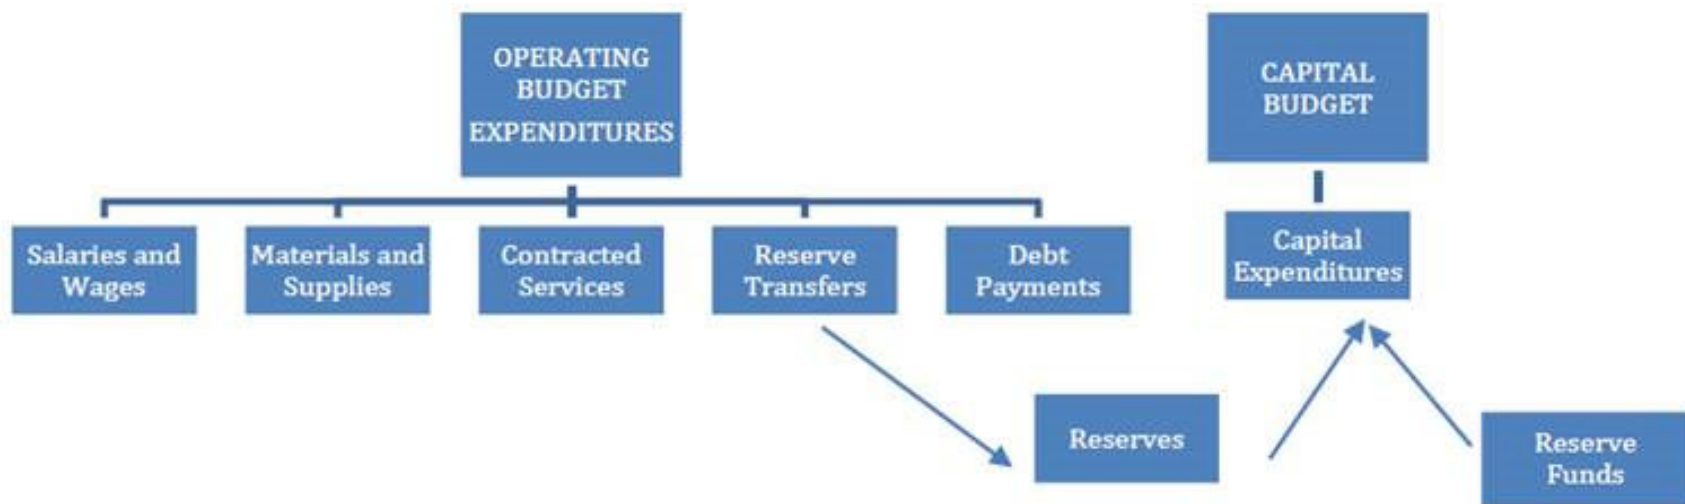 OPERATING
BUDGET
EXPENDITURES
CAPITAL
BUDGET
Salaries and
Wages
Materials and
Supplies
Contracted
Services
Reserve
Transfers
Debt
Payments
Capital
Expenditures
Reserves
Reserve
Funds